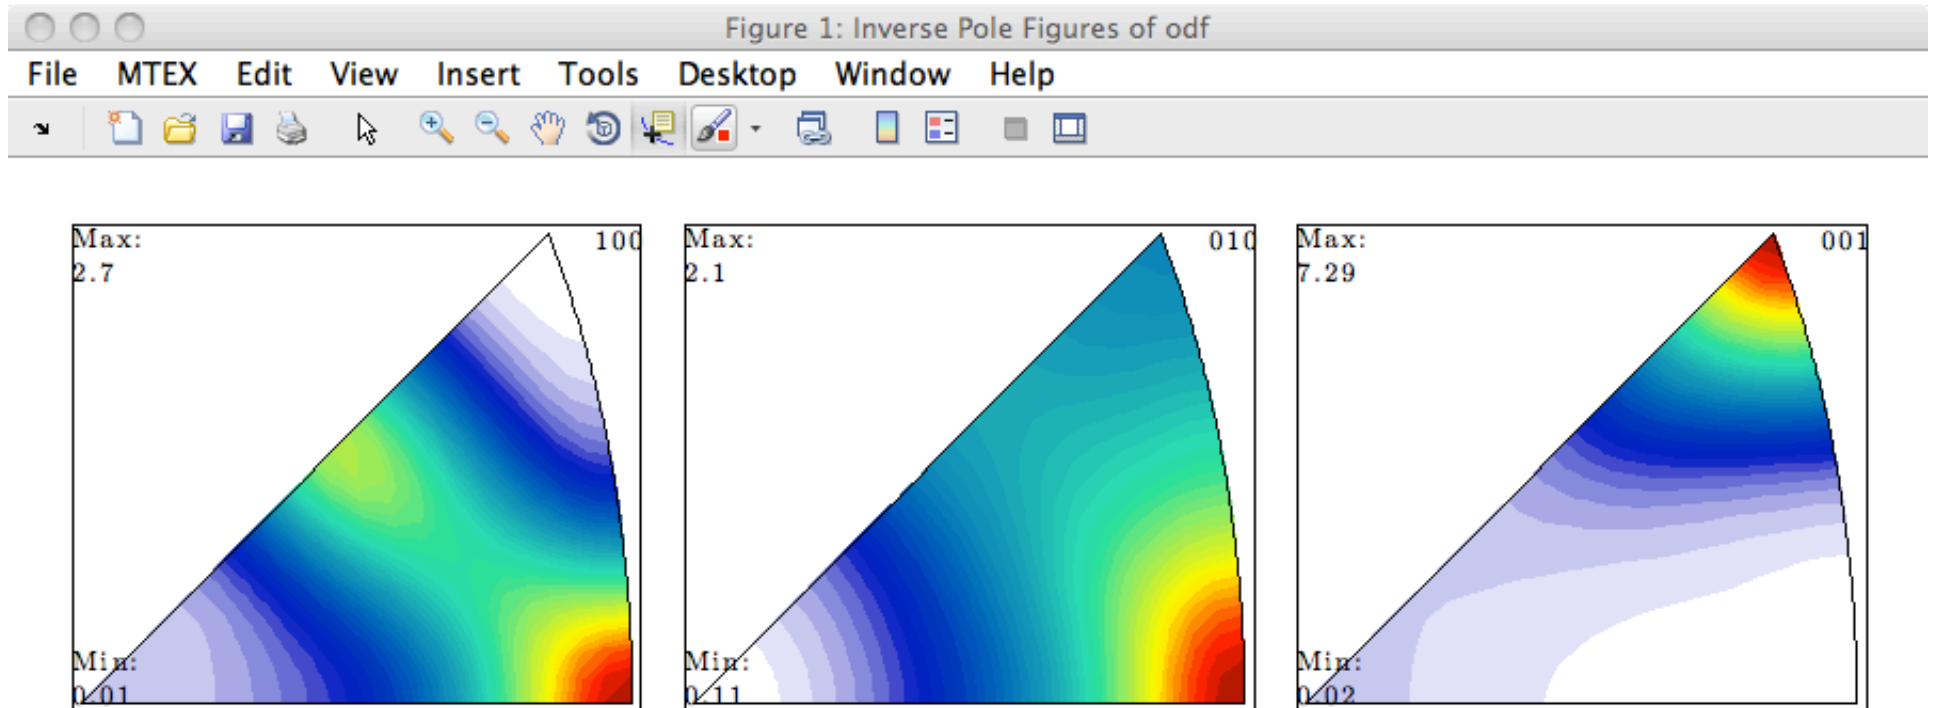 Figure 1: Inverse Pole Figures of odf
File MTEX Edit View Insert Tools Desktop Window Help
Max:
2.7
100
Min:
0.01
Max:
2.1
010
Min:
0.11
Max:
7.29
001
Min:
0.02